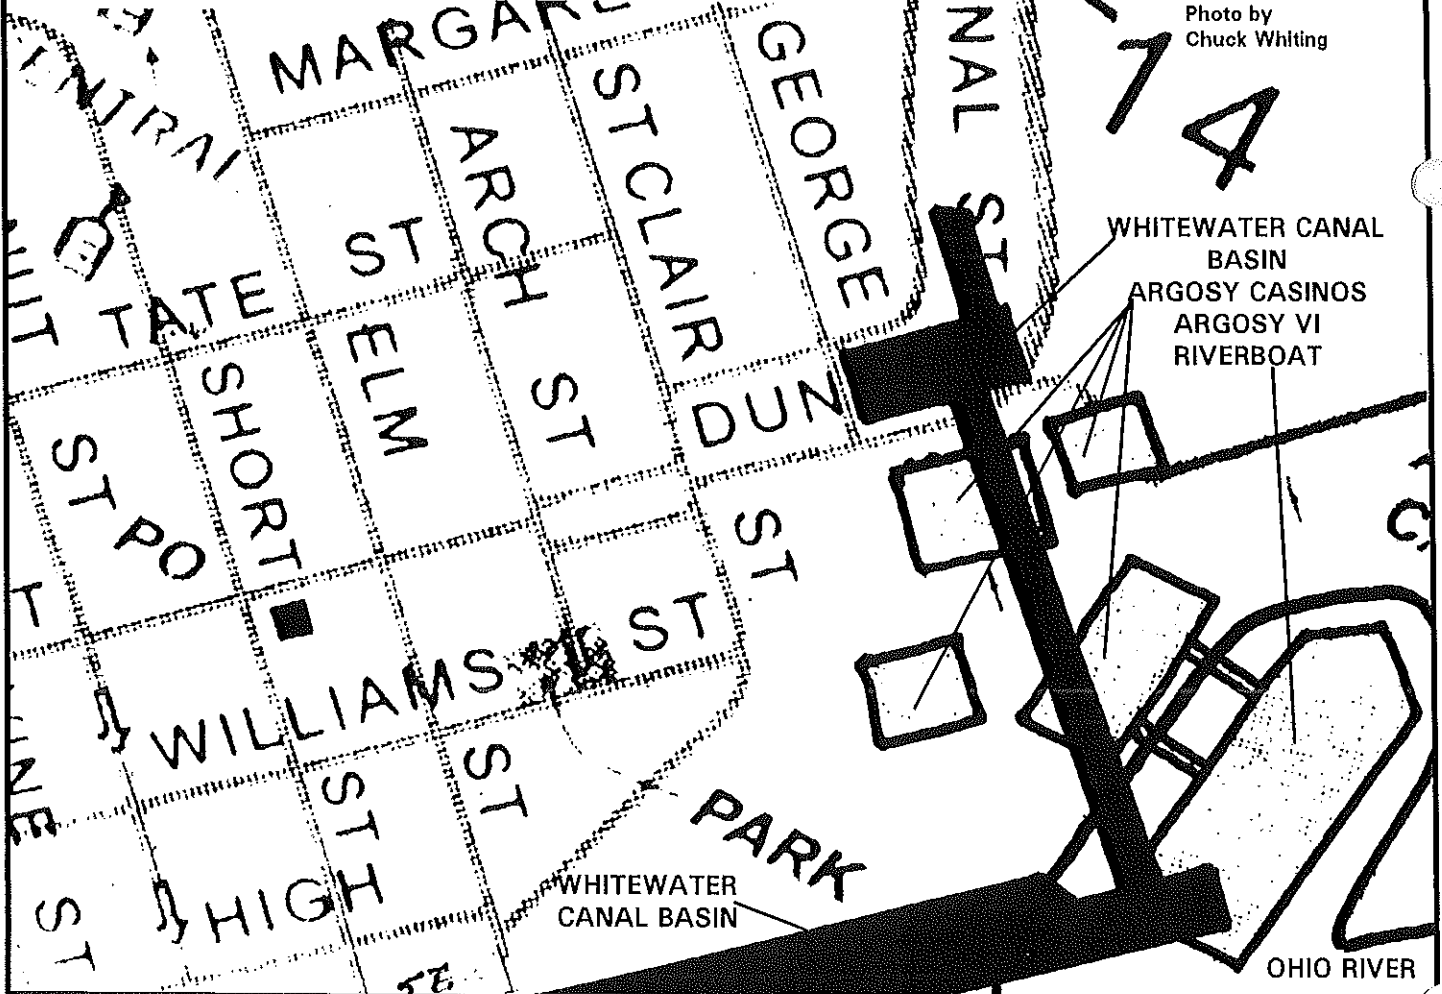 Photo by
Chuck Whiting
14
MARGARE
GEORGE
NAL ST
ST CLAIR
ARCH ST
ST
TATE
ELM
SHORT
ST
PO
DUN
ST
WHITEWATER CANAL
BASIN
ARGOSY CASINOS
ARGOSY VI
RIVERBOAT
WILLIAMS ST
ST
ST
HIGH
ST
PARK
WHITEWATER
CANAL BASIN
OHIO RIVER